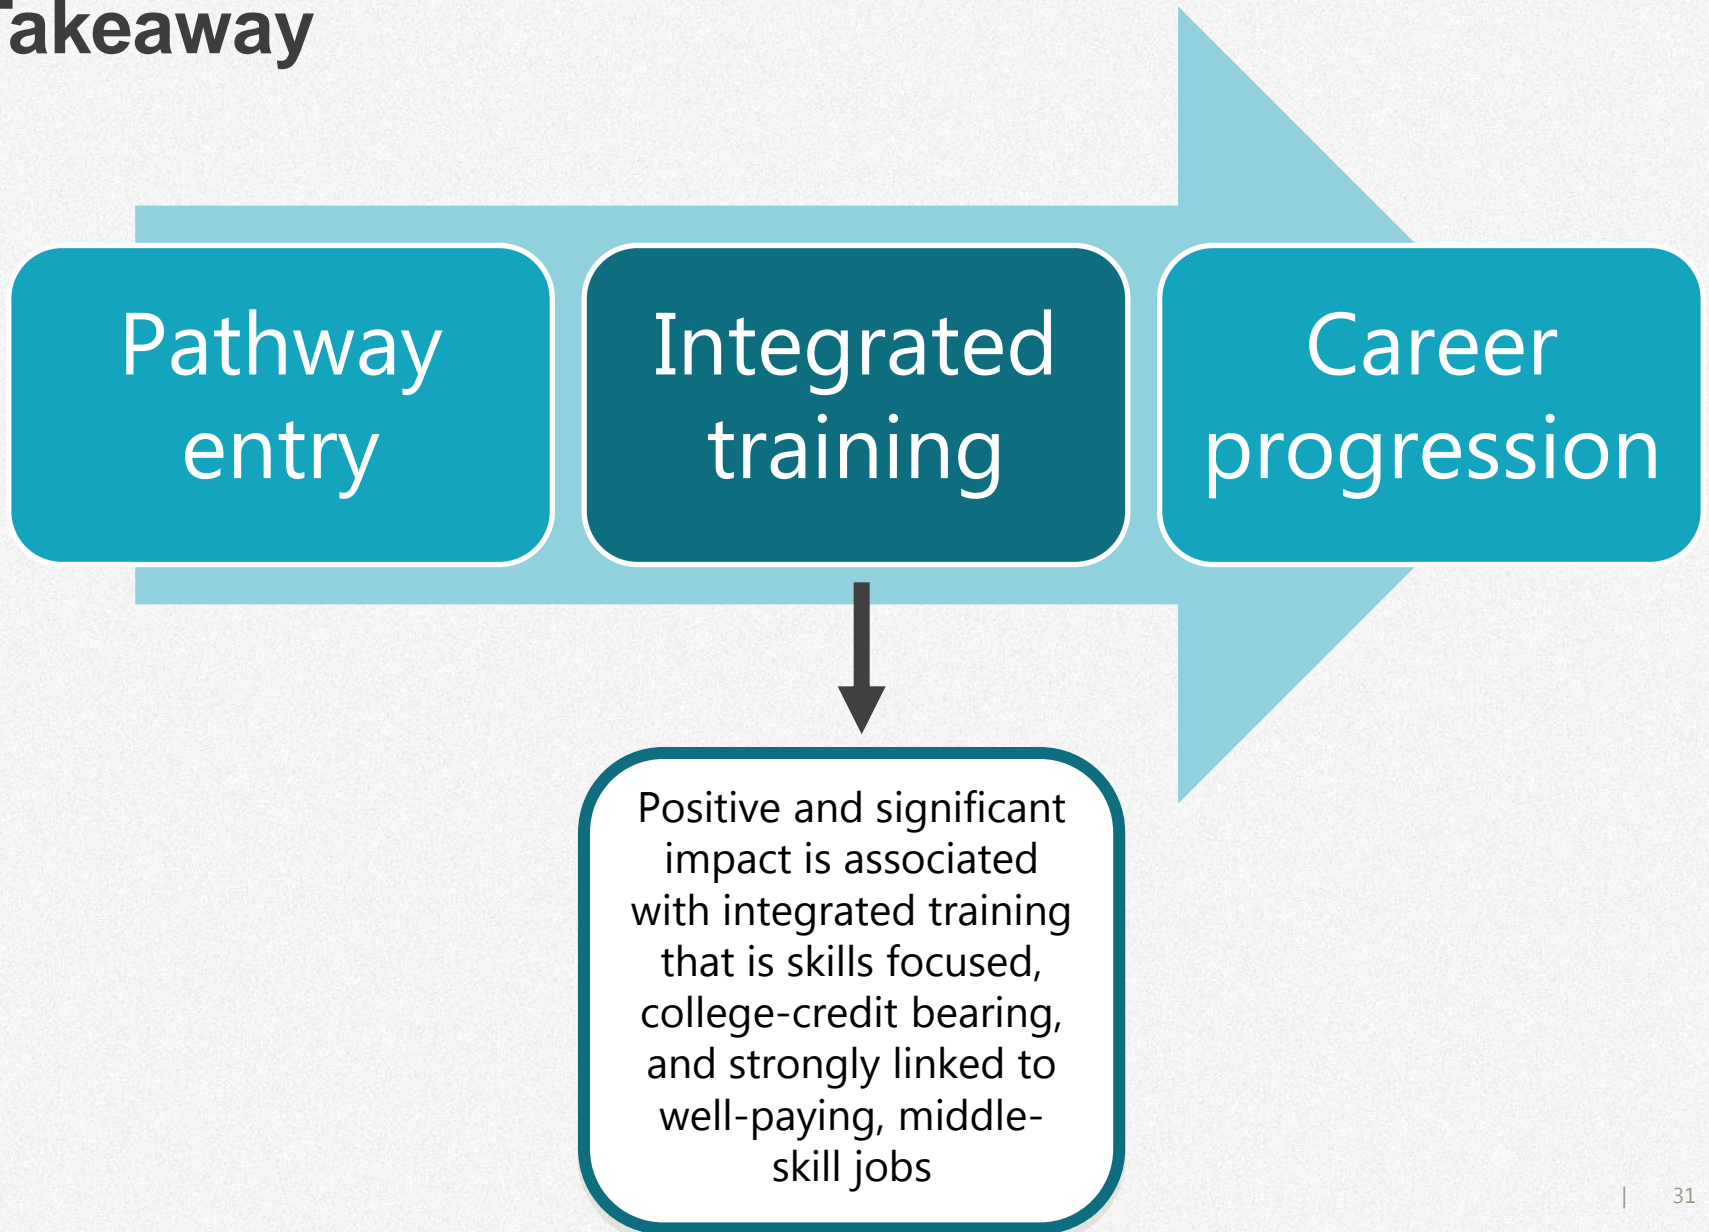 Takeaway
Pathway
entry
Integrated
training
Career
progression
Positive and significant
impact is associated
with integrated training
that is skills focused,
college-credit bearing,
and strongly linked to
well-paying, middle-
skill jobs
| 31